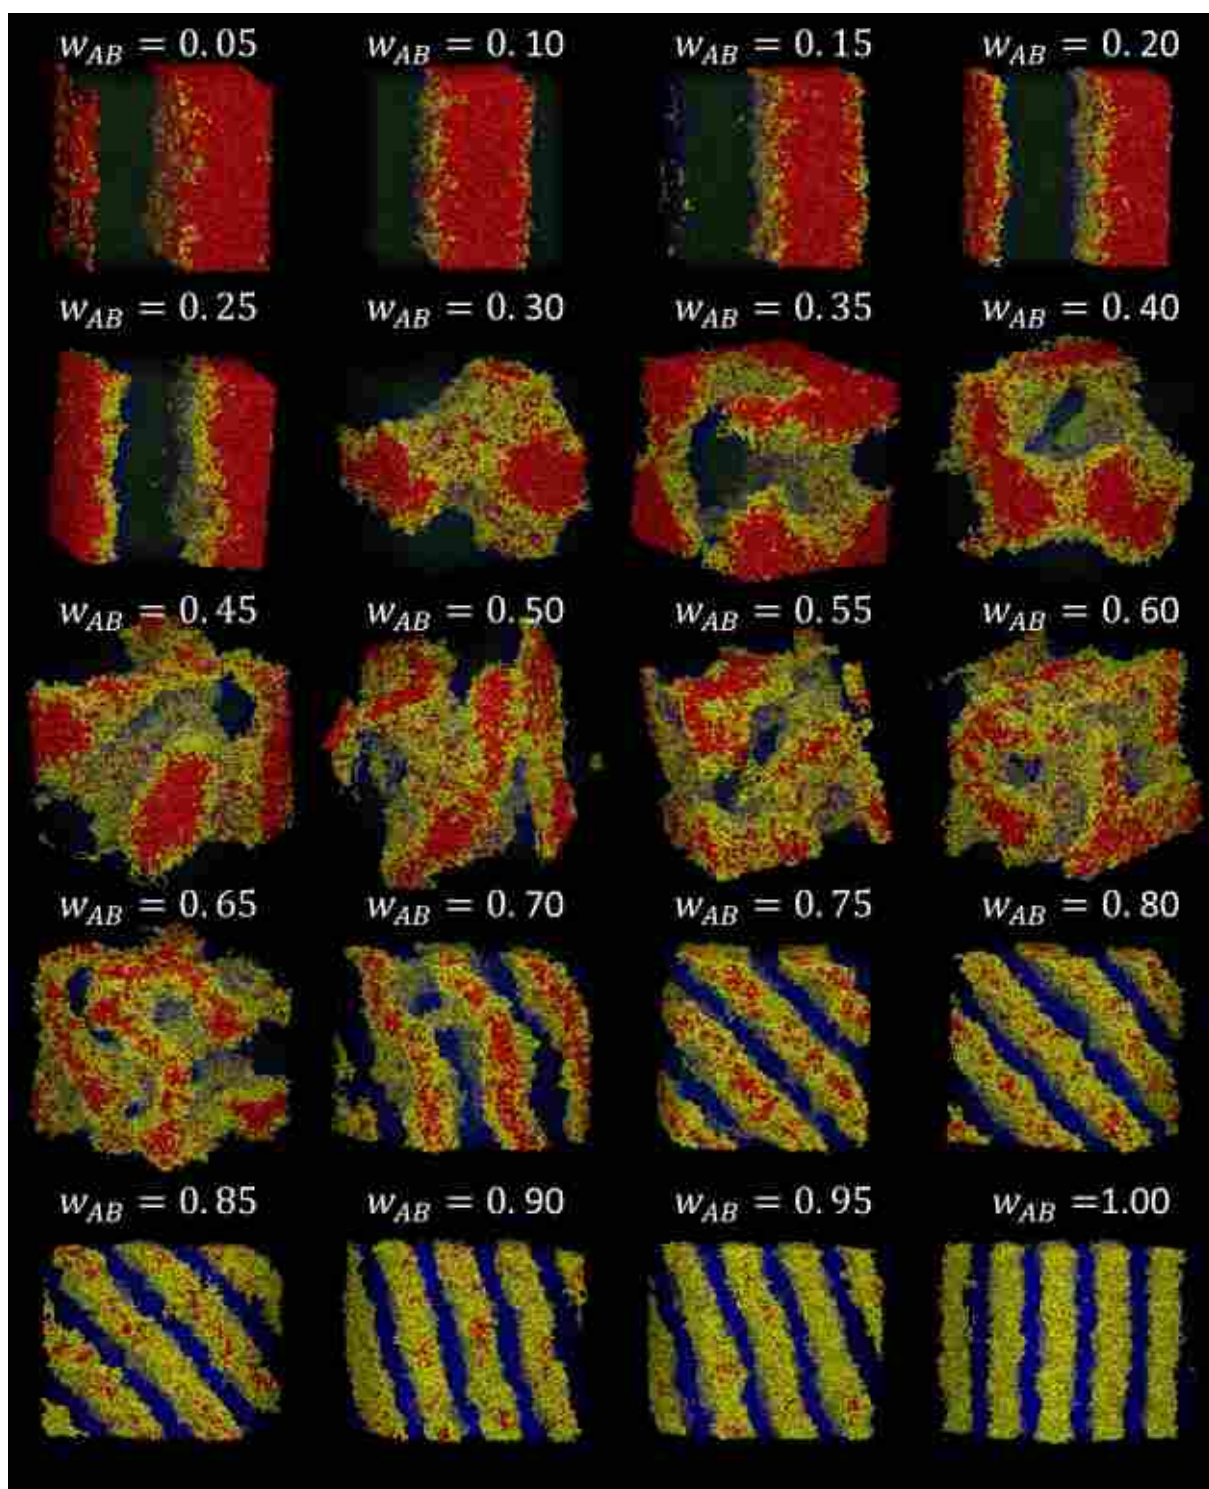 w_AB = 0.05 w_AB = 0.10 w_AB = 0.15 w_AB = 0.20
w_AB = 0.25 w_AB = 0.30 w_AB = 0.35 w_AB = 0.40
w_AB = 0.45 w_AB = 0.50 w_AB = 0.55 w_AB = 0.60
w_AB = 0.65 w_AB = 0.70 w_AB = 0.75 w_AB = 0.80
w_AB = 0.85 w_AB = 0.90 w_AB = 0.95 w_AB =1.00